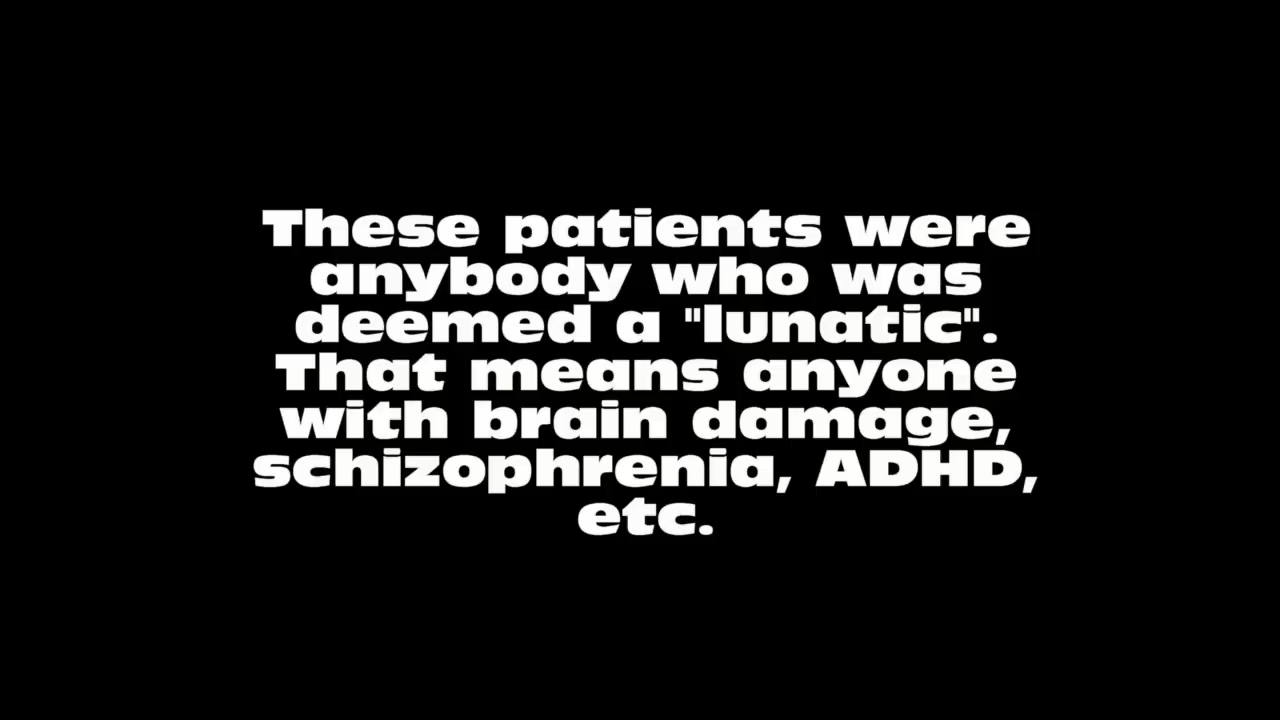 These patients were
anybody who was
deemed a "lunatic".
That means anyone
with brain damage,
schizophrenia, ADHD,
etc.